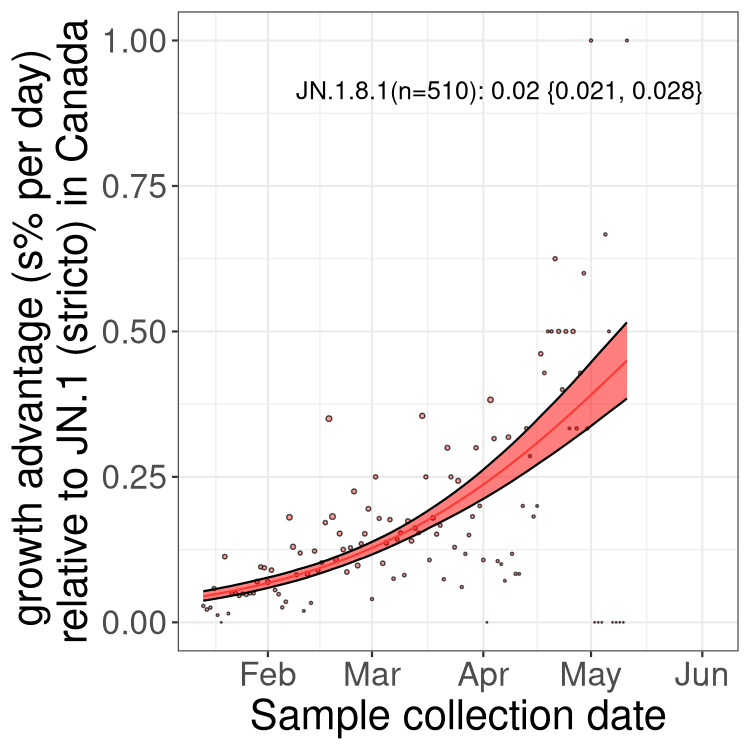 growth advantage (s% per day)
relative to JN.1 (stricto) in Canada
1.00
0.75
0.50
0.25
0.00
JN.1.8.1(n=510): 0.02 {0.021, 0.028}
Feb Mar Apr May Jun
Sample collection date